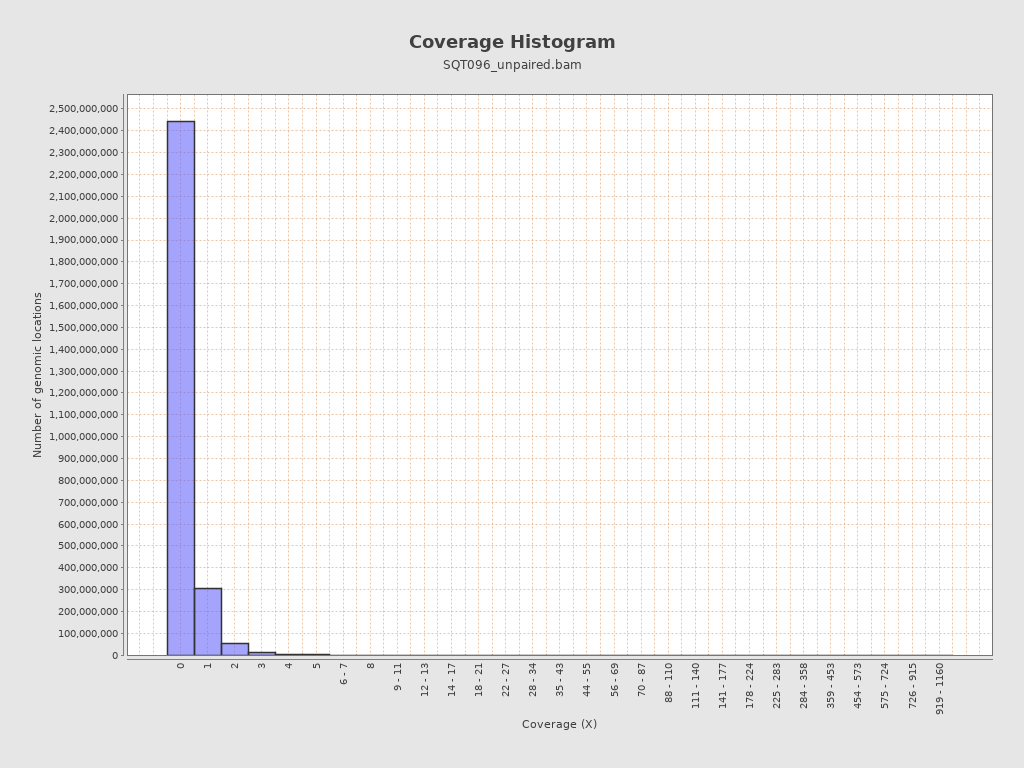 Coverage Histogram
SQT096_unpaired.bam
Number of genomic locations
2,500,000,000
2,400,000,000
2,300,000,000
2,200,000,000
2,100,000,000
2,000,000,000
1,900,000,000
1,800,000,000
1,700,000,000
1,600,000,000
1,500,000,000
1,400,000,000
1,300,000,000
1,200,000,000
1,100,000,000
1,000,000,000
900,000,000
800,000,000
700,000,000
600,000,000
500,000,000
400,000,000
300,000,000
200,000,000
100,000,000
0
0
1
2
3
4
5
6 - 7
8
9 - 11
12 - 13
14 - 17
18 - 21
22 - 27
28 - 34
35 - 43
44 - 55
56 - 69
70 - 87
88 - 110
111 - 140
141 - 177
178 - 224
225 - 283
284 - 358
359 - 453
454 - 573
575 - 724
726 - 915
919 - 1160
Coverage (X)